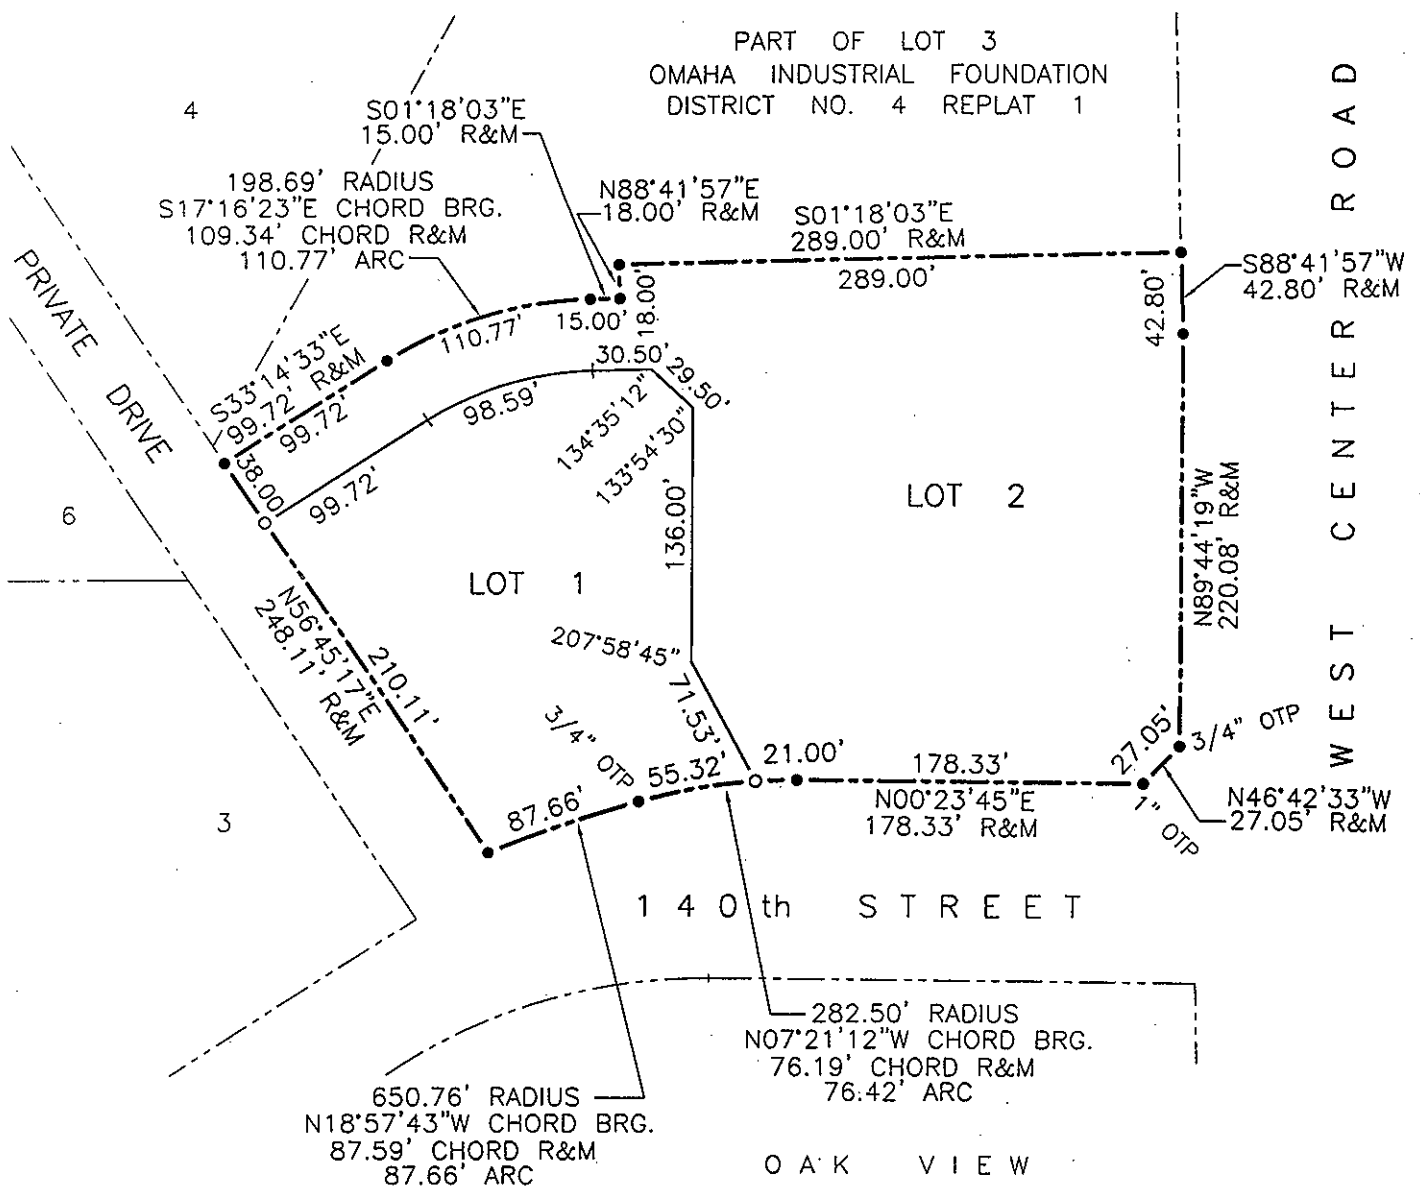 PART OF LOT 3
OMAHA INDUSTRIAL FOUNDATION
DISTRICT NO. 4 REPLAT 1
4
S01°18'03"E
15.00' R&M
198.69' RADIUS
S17°16'23"E CHORD BRG.
109.34' CHORD R&M
110.77' ARC
N88°41'57"E
18.00' R&M
S01°18'03"E
289.00' R&M
289.00'
S88°41'57"W
42.80' R&M
42.80'
WEST CENTER ROAD
PRIVATE DRIVE
S33°14'33"E
99.72' R&M
99.72'
110.77'
15.00'
18.00'
30.50'
29.50'
98.59'
134°35'12"
133°54'30"
38.00'
99.72'
136.00'
LOT 2
6
LOT 1
N89°44'19"W
220.08' R&M
N56°45'17"E
248.11' R&M
210.11'
207°58'45"
71.53'
3/4" OTP
55.32'
21.00'
178.33'
N00°23'45"E
178.33' R&M
27.05'
3/4" OTP
1" OTP
N46°42'33"W
27.05' R&M
87.66'
3
140th STREET
282.50' RADIUS
N07°21'12"W CHORD BRG.
76.19' CHORD R&M
76.42' ARC
650.76' RADIUS
N18°57'43"W CHORD BRG.
87.59' CHORD R&M
87.66' ARC
OAK VIEW